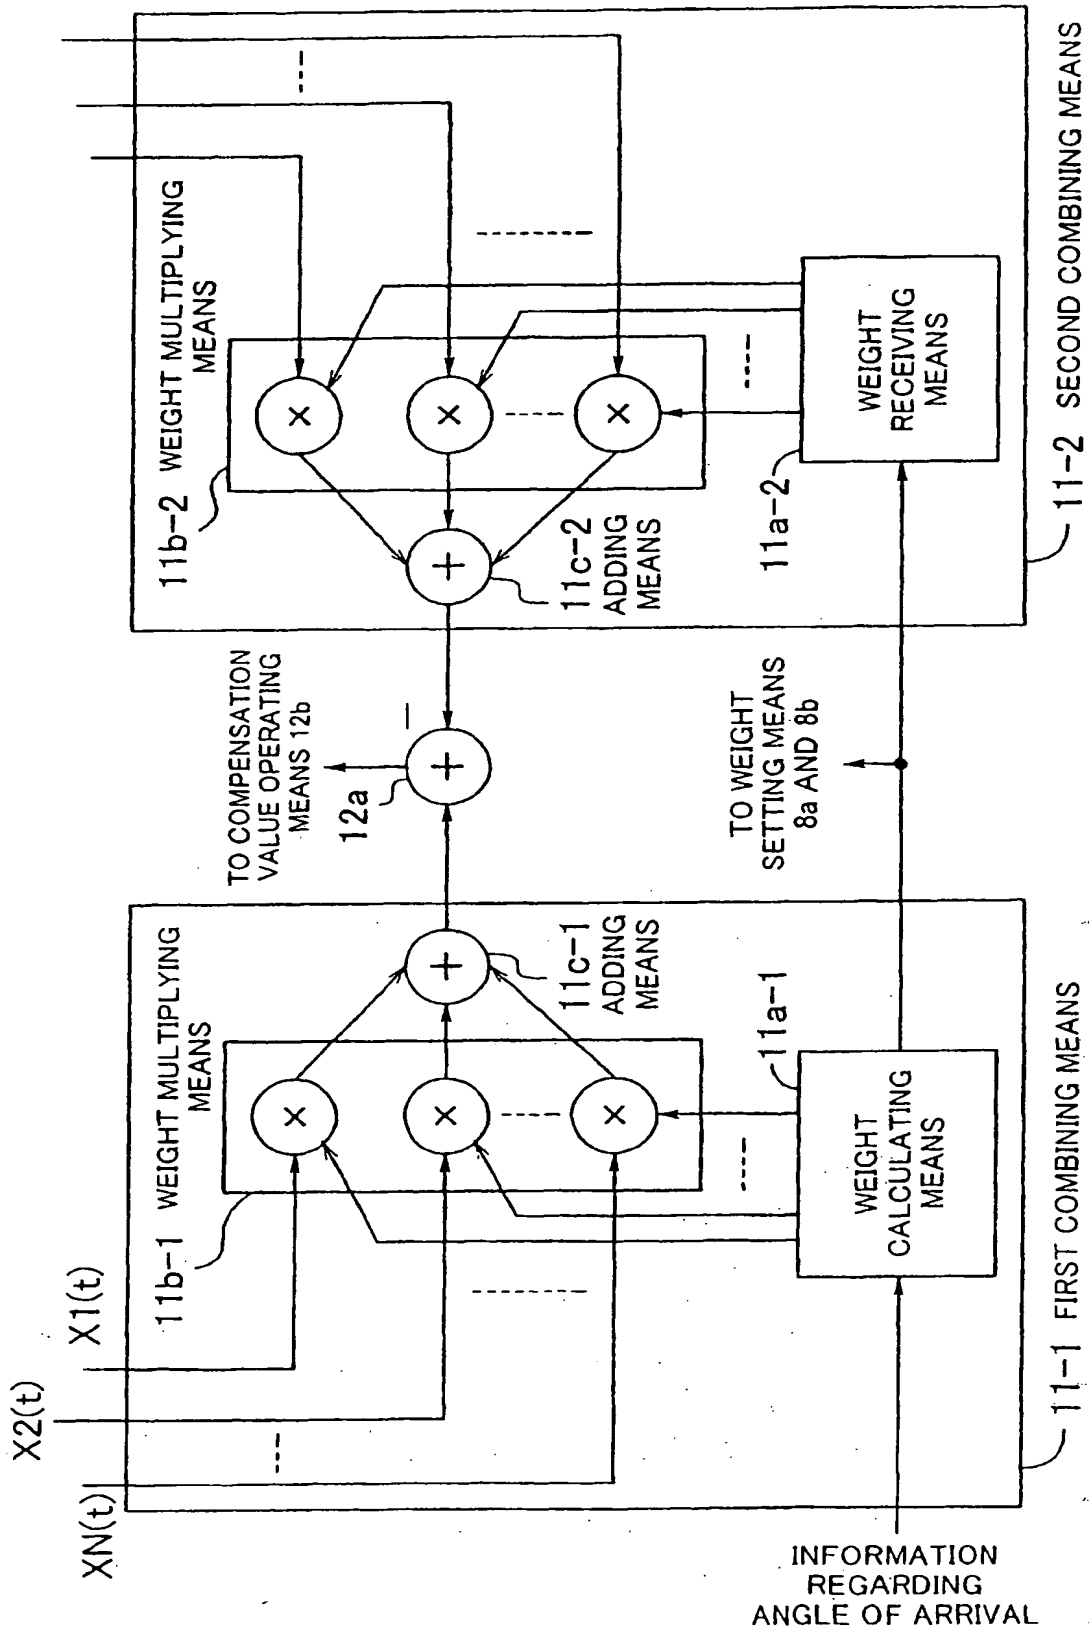 XN(t)
X2(t)
X1(t)
11b-1 WEIGHT MULTIPLYING
MEANS
×
×
×
+
11c-1
ADDING
MEANS
11a-1
WEIGHT
CALCULATING
MEANS
INFORMATION
REGARDING
ANGLE OF ARRIVAL
11-1 FIRST COMBINING MEANS
TO COMPENSATION
VALUE OPERATING
MEANS 12b
12a
+
−
TO WEIGHT
SETTING MEANS
8a AND 8b
11b-2 WEIGHT MULTIPLYING
MEANS
×
×
×
+
11c-2
ADDING
MEANS
11a-2
WEIGHT
RECEIVING
MEANS
11-2 SECOND COMBINING MEANS